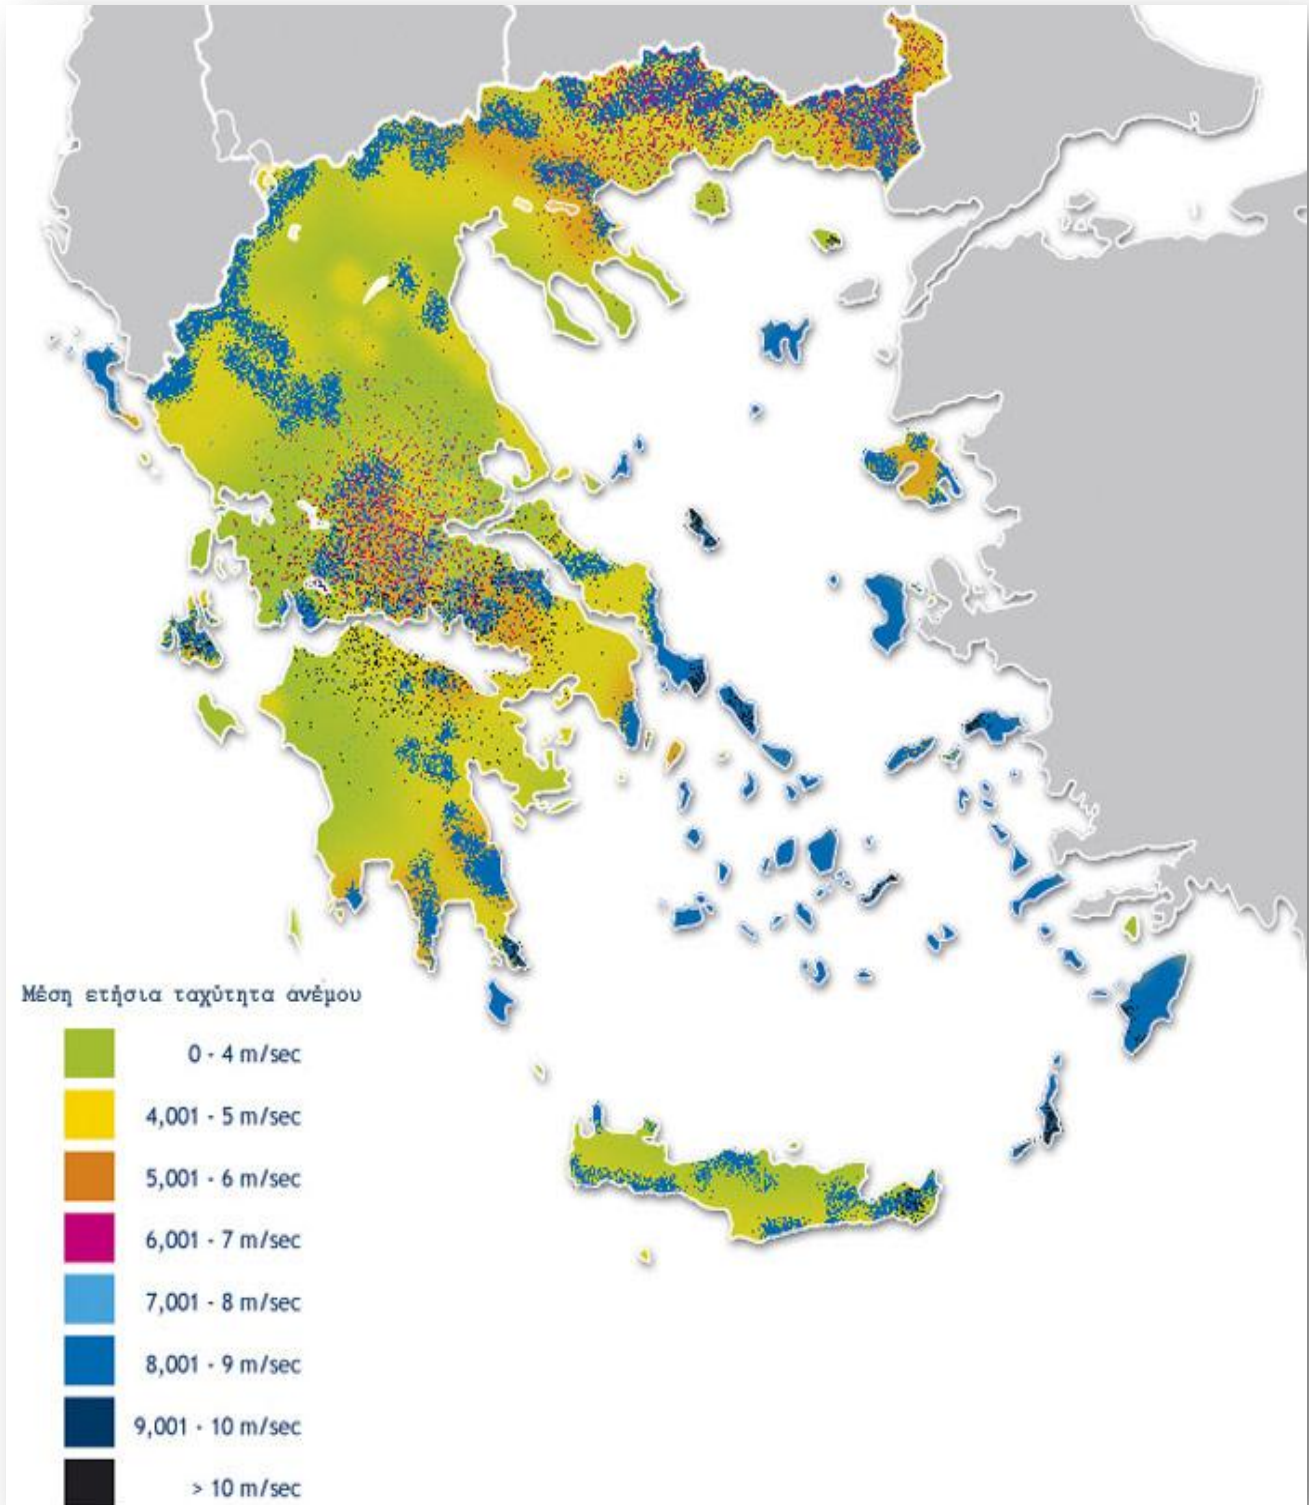 Μέση ετήσια ταχύτητα ανέμου
0 - 4 m/sec
4,001 - 5 m/sec
5,001 - 6 m/sec
6,001 - 7 m/sec
7,001 - 8 m/sec
8,001 - 9 m/sec
9,001 - 10 m/sec
> 10 m/sec